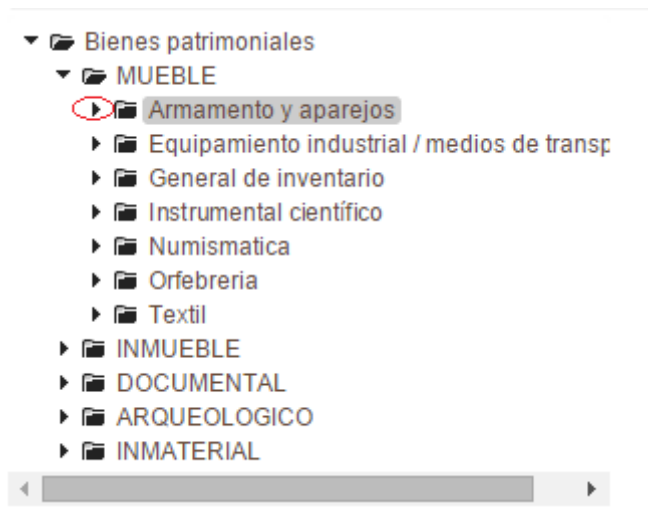 Bienes patrimoniales
MUEBLE
Armamento y aparejos
Equipamiento industrial / medios de transp
General de inventario
Instrumental científico
Numismatica
Orfebreria
Textil
INMUEBLE
DOCUMENTAL
ARQUEOLOGICO
INMATERIAL